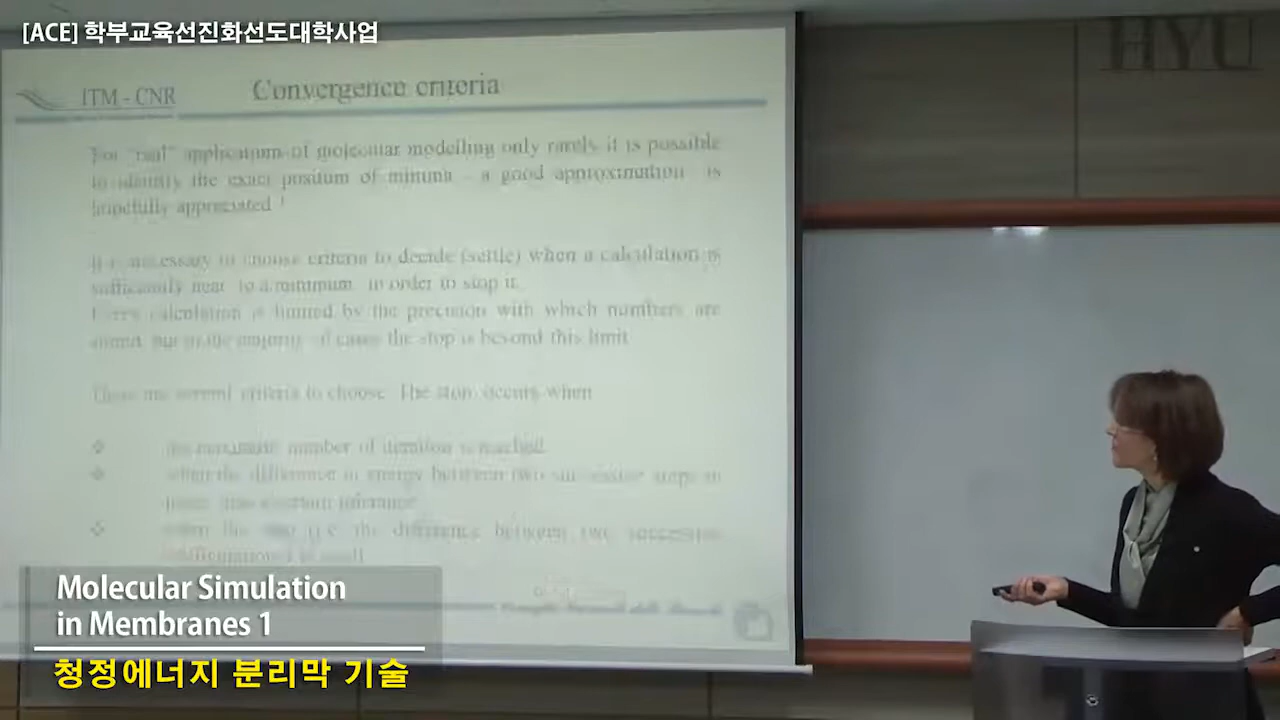 [ACE] 학부교육선진화선도대학사업
HYU
ITM - CNR
Convergence criteria
For "real" applications of molecular modelling only rarely it is possible
to identify the exact position of minima - a good approximation is
hopefully appreciated !
It is necessary to choose criteria to decide (settle) when a calculation is
sufficiently near to a minimum in order to stop it.
Every calculation is limited by the precision with which numbers are
stored, but in the majority of cases the stop is beyond this limit
There are several criteria to choose. The stop occurs when
the maximum number of iteration is reached
when the difference in energy between two successive steps is
lower than a certain tolerance
when the step (i.e. the difference between two successive
is small
Molecular Simulation
in Membranes 1
청정에너지 분리막 기술